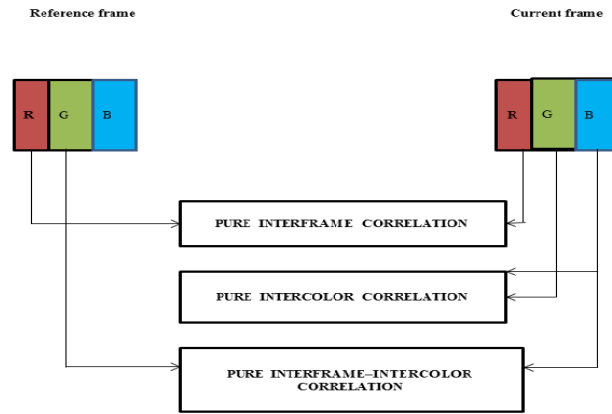 Reference frame
Current frame
R G B
R G B
PURE INTERFRAME CORRELATION
PURE INTERCOLOR CORRELATION
PURE INTERFRAME–INTERCOLOR
CORRELATION